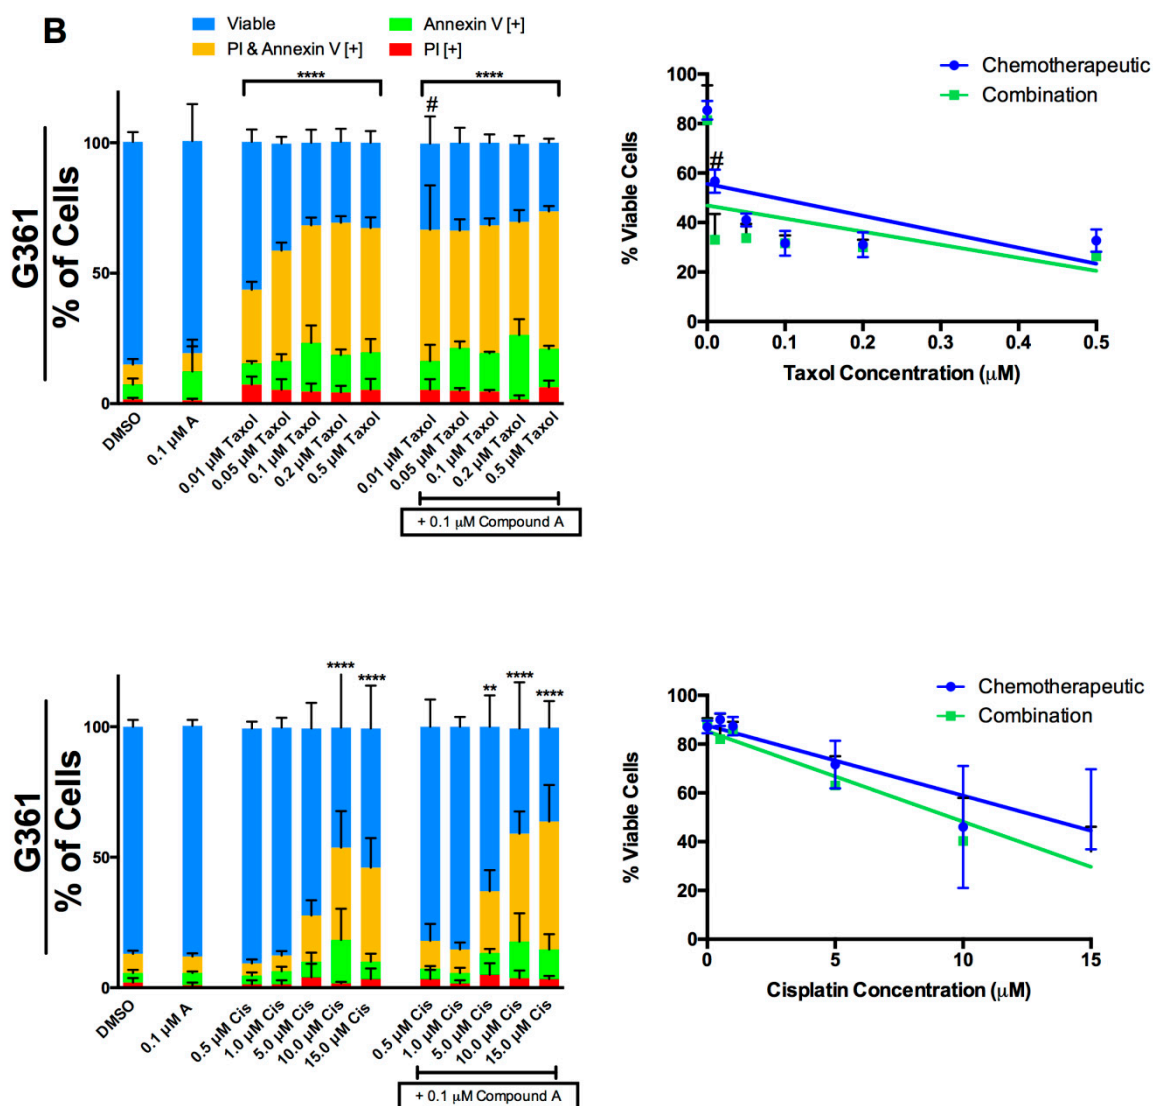 B
Viable
Annexin V [+]
PI & Annexin V [+]
PI [+]
****
****
#
G361
% of Cells
100
50
0
DMSO
0.1 µM A
0.01 µM Taxol
0.05 µM Taxol
0.1 µM Taxol
0.2 µM Taxol
0.5 µM Taxol
0.01 µM Taxol
0.05 µM Taxol
0.1 µM Taxol
0.2 µM Taxol
0.5 µM Taxol
+ 0.1 µM Compound A
Chemotherapeutic
Combination
#
% Viable Cells
100
80
60
40
20
0
0.0
0.1
0.2
0.3
0.4
0.5
Taxol Concentration (µM)
****
****
**
****
****
G361
% of Cells
100
50
0
DMSO
0.1 µM A
0.5 µM Cis
1.0 µM Cis
5.0 µM Cis
10.0 µM Cis
15.0 µM Cis
0.5 µM Cis
1.0 µM Cis
5.0 µM Cis
10.0 µM Cis
15.0 µM Cis
+ 0.1 µM Compound A
Chemotherapeutic
Combination
% Viable Cells
100
80
60
40
20
0
0
5
10
15
Cisplatin Concentration (µM)